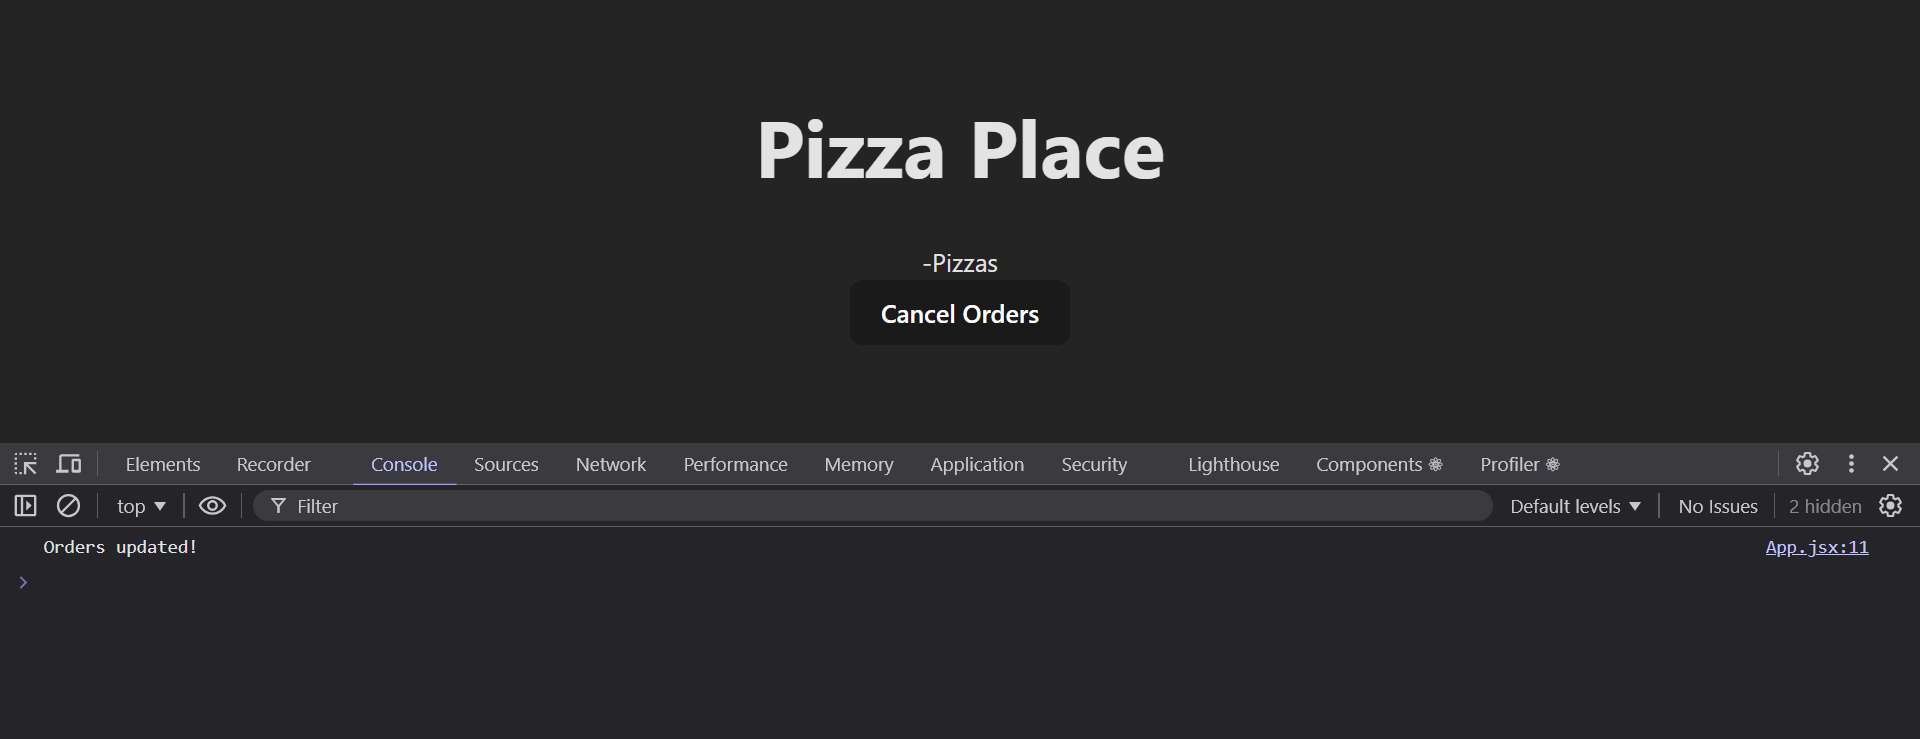 Pizza Place
-Pizzas
Cancel Orders
Elements Recorder Console Sources Network Performance Memory Application Security Lighthouse Components Profiler
top Filter Default levels No Issues 2 hidden
Orders updated! App.jsx:11